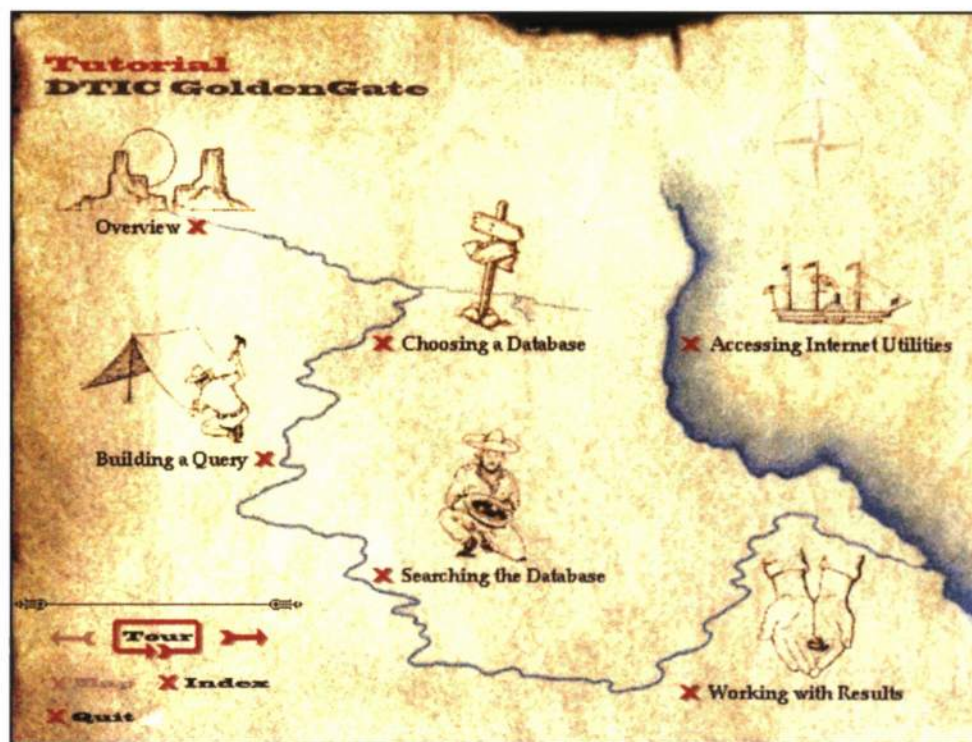 Tutorial
DTIC GoldenGate
W
Overview
Choosing a Database
Accessing Internet Utilities
Building a Query
Searching the Database
Working with Results
Tour
Map
Index
Quit